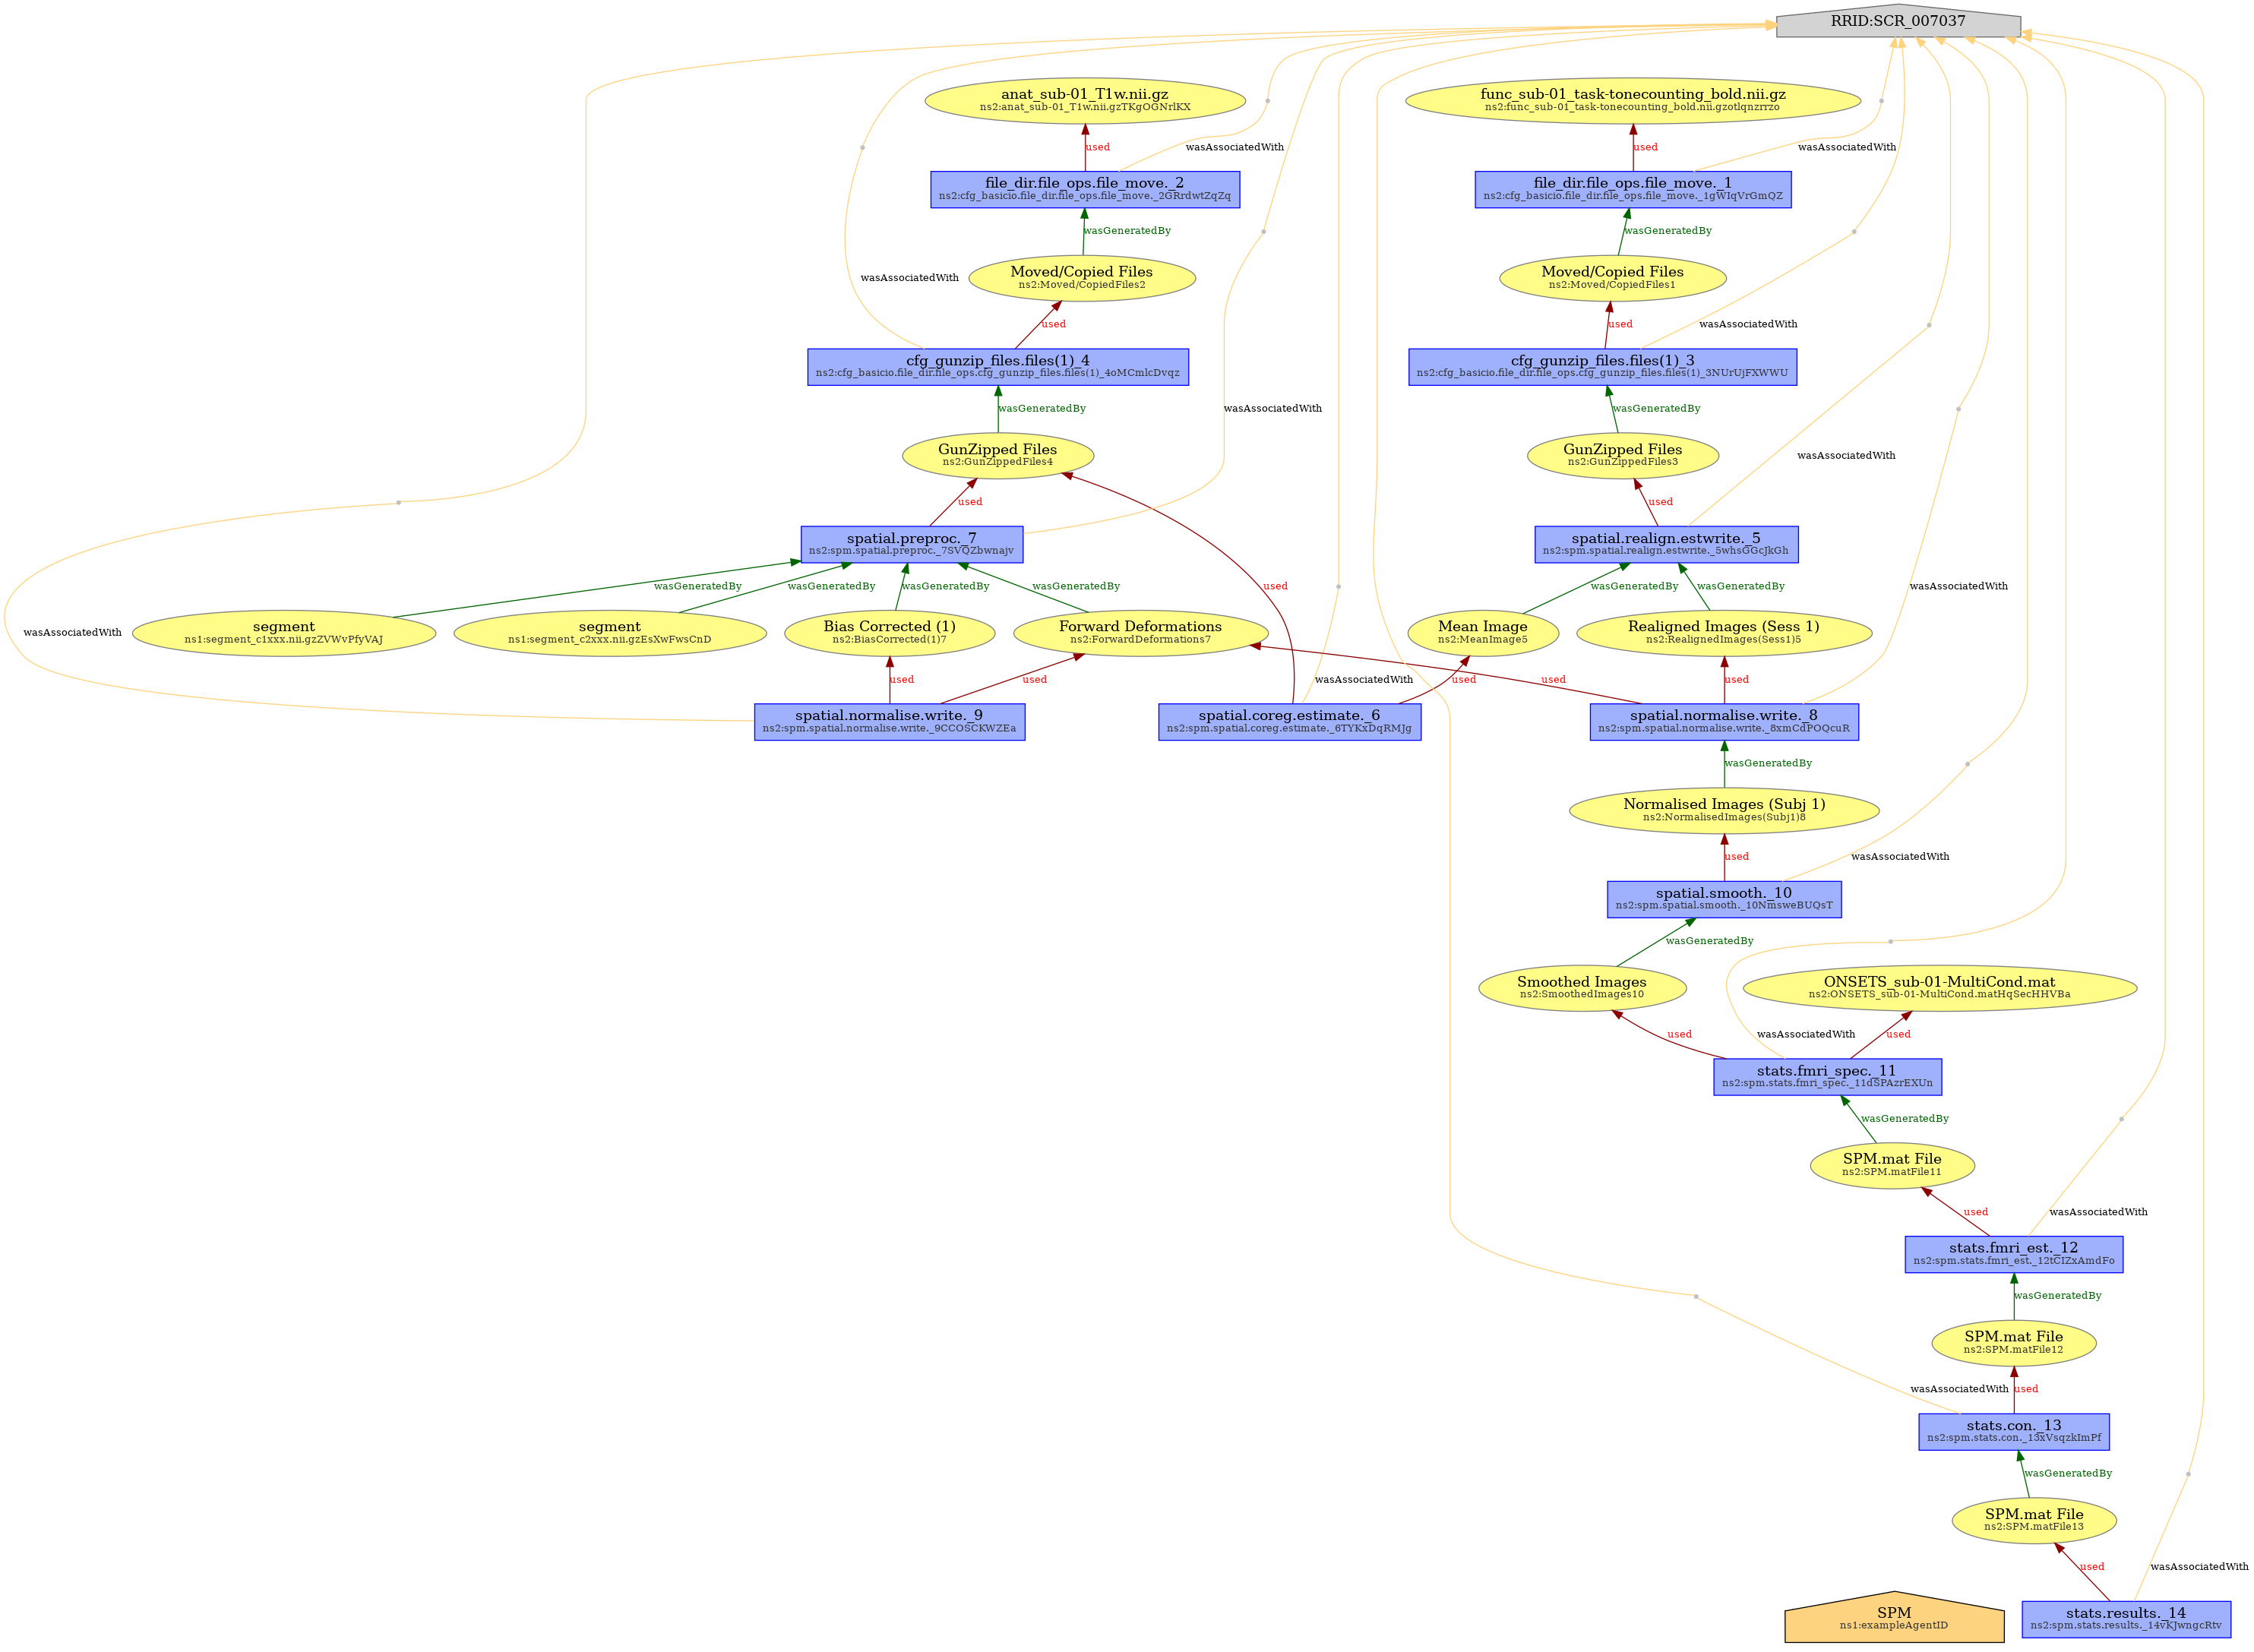 RRID:SCR_007037
anat_sub-01_T1w.nii.gz
ns2:anat_sub-01_T1w.nii.gzTKgOGNrlKX
func_sub-01_task-tonecounting_bold.nii.gz
ns2:func_sub-01_task-tonecounting_bold.nii.gzotlqnzrrzo
used
wasAssociatedWith
used
wasAssociatedWith
file_dir.file_ops.file_move._2
ns2:cfg_basicio.file_dir.file_ops.file_move._2GRrdwtZqZq
file_dir.file_ops.file_move._1
ns2:cfg_basicio.file_dir.file_ops.file_move._1gWIqVrGmQZ
wasGeneratedBy
wasGeneratedBy
wasAssociatedWith
Moved/Copied Files
ns2:Moved/CopiedFiles2
Moved/Copied Files
ns2:Moved/CopiedFiles1
used
used
wasAssociatedWith
cfg_gunzip_files.files(1)_4
ns2:cfg_basicio.file_dir.file_ops.cfg_gunzip_files.files(1)_4oMCmlcDvqz
cfg_gunzip_files.files(1)_3
ns2:cfg_basicio.file_dir.file_ops.cfg_gunzip_files.files(1)_3NUrUjFXWWU
wasGeneratedBy
wasAssociatedWith
wasGeneratedBy
GunZipped Files
ns2:GunZippedFiles4
GunZipped Files
ns2:GunZippedFiles3
wasAssociatedWith
used
used
spatial.preproc._7
ns2:spm.spatial.preproc._7SVQZbwnajv
spatial.realign.estwrite._5
ns2:spm.spatial.realign.estwrite._5whsGGcJkGh
wasGeneratedBy
wasGeneratedBy
wasGeneratedBy
wasGeneratedBy
used
wasGeneratedBy
wasGeneratedBy
wasAssociatedWith
wasAssociatedWith
segment
ns1:segment_c1xxx.nii.gzZVWvPfyVAJ
segment
ns1:segment_c2xxx.nii.gzEsXwFwsCnD
Bias Corrected (1)
ns2:BiasCorrected(1)7
Forward Deformations
ns2:ForwardDeformations7
Mean Image
ns2:MeanImage5
Realigned Images (Sess 1)
ns2:RealignedImages(Sess1)5
used
used
wasAssociatedWith
used
used
used
spatial.normalise.write._9
ns2:spm.spatial.normalise.write._9CCOSCKWZEa
spatial.coreg.estimate._6
ns2:spm.spatial.coreg.estimate._6TYKxDqRMJg
spatial.normalise.write._8
ns2:spm.spatial.normalise.write._8xmCdPOQcuR
wasGeneratedBy
Normalised Images (Subj 1)
ns2:NormalisedImages(Subj1)8
used
wasAssociatedWith
spatial.smooth._10
ns2:spm.spatial.smooth._10NmsweBUQsT
wasGeneratedBy
Smoothed Images
ns2:SmoothedImages10
ONSETS_sub-01-MultiCond.mat
ns2:ONSETS_sub-01-MultiCond.matHqSecHHVBa
used
wasAssociatedWith
used
stats.fmri_spec._11
ns2:spm.stats.fmri_spec._11dSPAzrEXUn
wasGeneratedBy
SPM.mat File
ns2:SPM.matFile11
used
wasAssociatedWith
stats.fmri_est._12
ns2:spm.stats.fmri_est._12tCIZxAmdFo
wasGeneratedBy
SPM.mat File
ns2:SPM.matFile12
wasAssociatedWith
used
stats.con._13
ns2:spm.stats.con._13xVsqzkImPf
wasGeneratedBy
SPM.mat File
ns2:SPM.matFile13
used
wasAssociatedWith
SPM
ns1:exampleAgentID
stats.results._14
ns2:spm.stats.results._14vKJwngcRtv